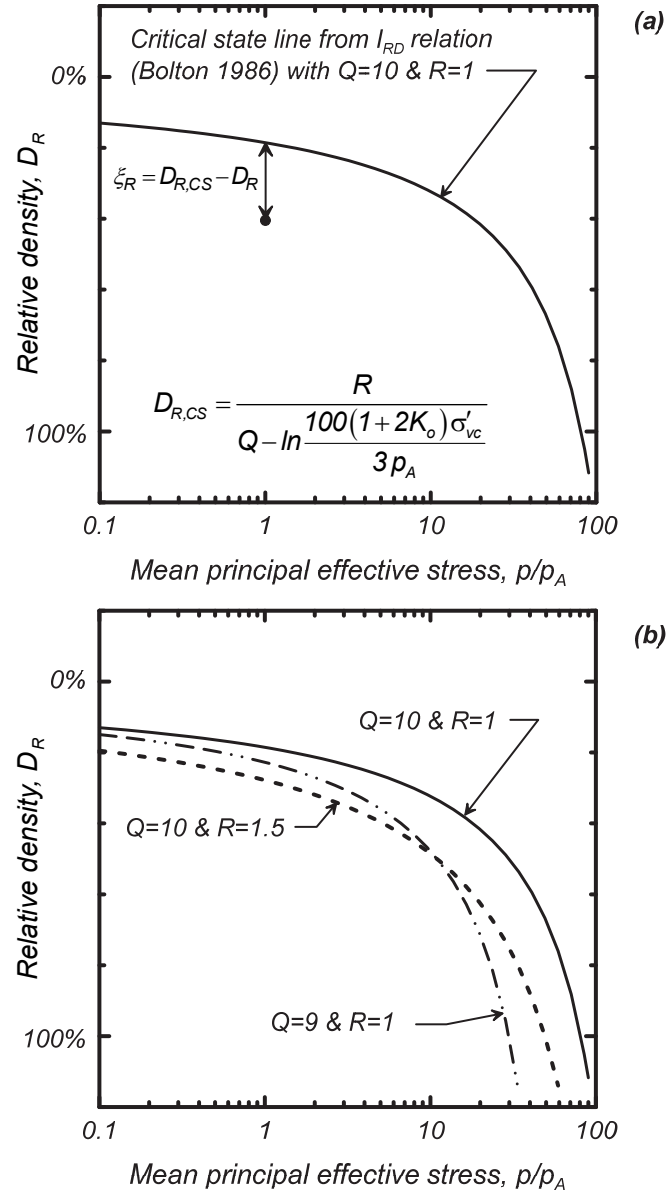 (a)
Critical state line from I_RD relation
(Bolton 1986) with Q=10 & R=1
0%
ξ_R = D_R,CS – D_R
D_R,CS = R / (Q – ln (100(1+2K_o)σ'_vc / 3p_A))
100%
Relative density, D_R
0.1 1 10 100
Mean principal effective stress, p/p_A
(b)
0%
Q=10 & R=1
Q=10 & R=1.5
Q=9 & R=1
100%
Relative density, D_R
0.1 1 10 100
Mean principal effective stress, p/p_A